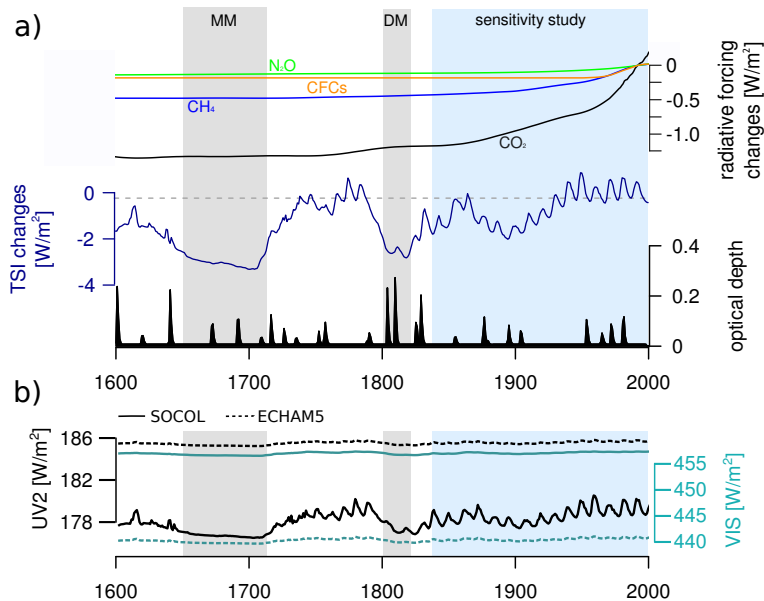 a)
MM
DM
sensitivity study
N₂O
CFCs
CH₄
CO₂
0
-0.5
-1.0
radiative forcing
changes [W/m²]
TSI changes
[W/m²]
0
-2
-4
0.4
0.2
0
optical depth
1600
1700
1800
1900
2000
b)
SOCOL
ECHAM5
UV2 [W/m²]
186
182
178
455
450
445
440
VIS [W/m²]
1600
1700
1800
1900
2000